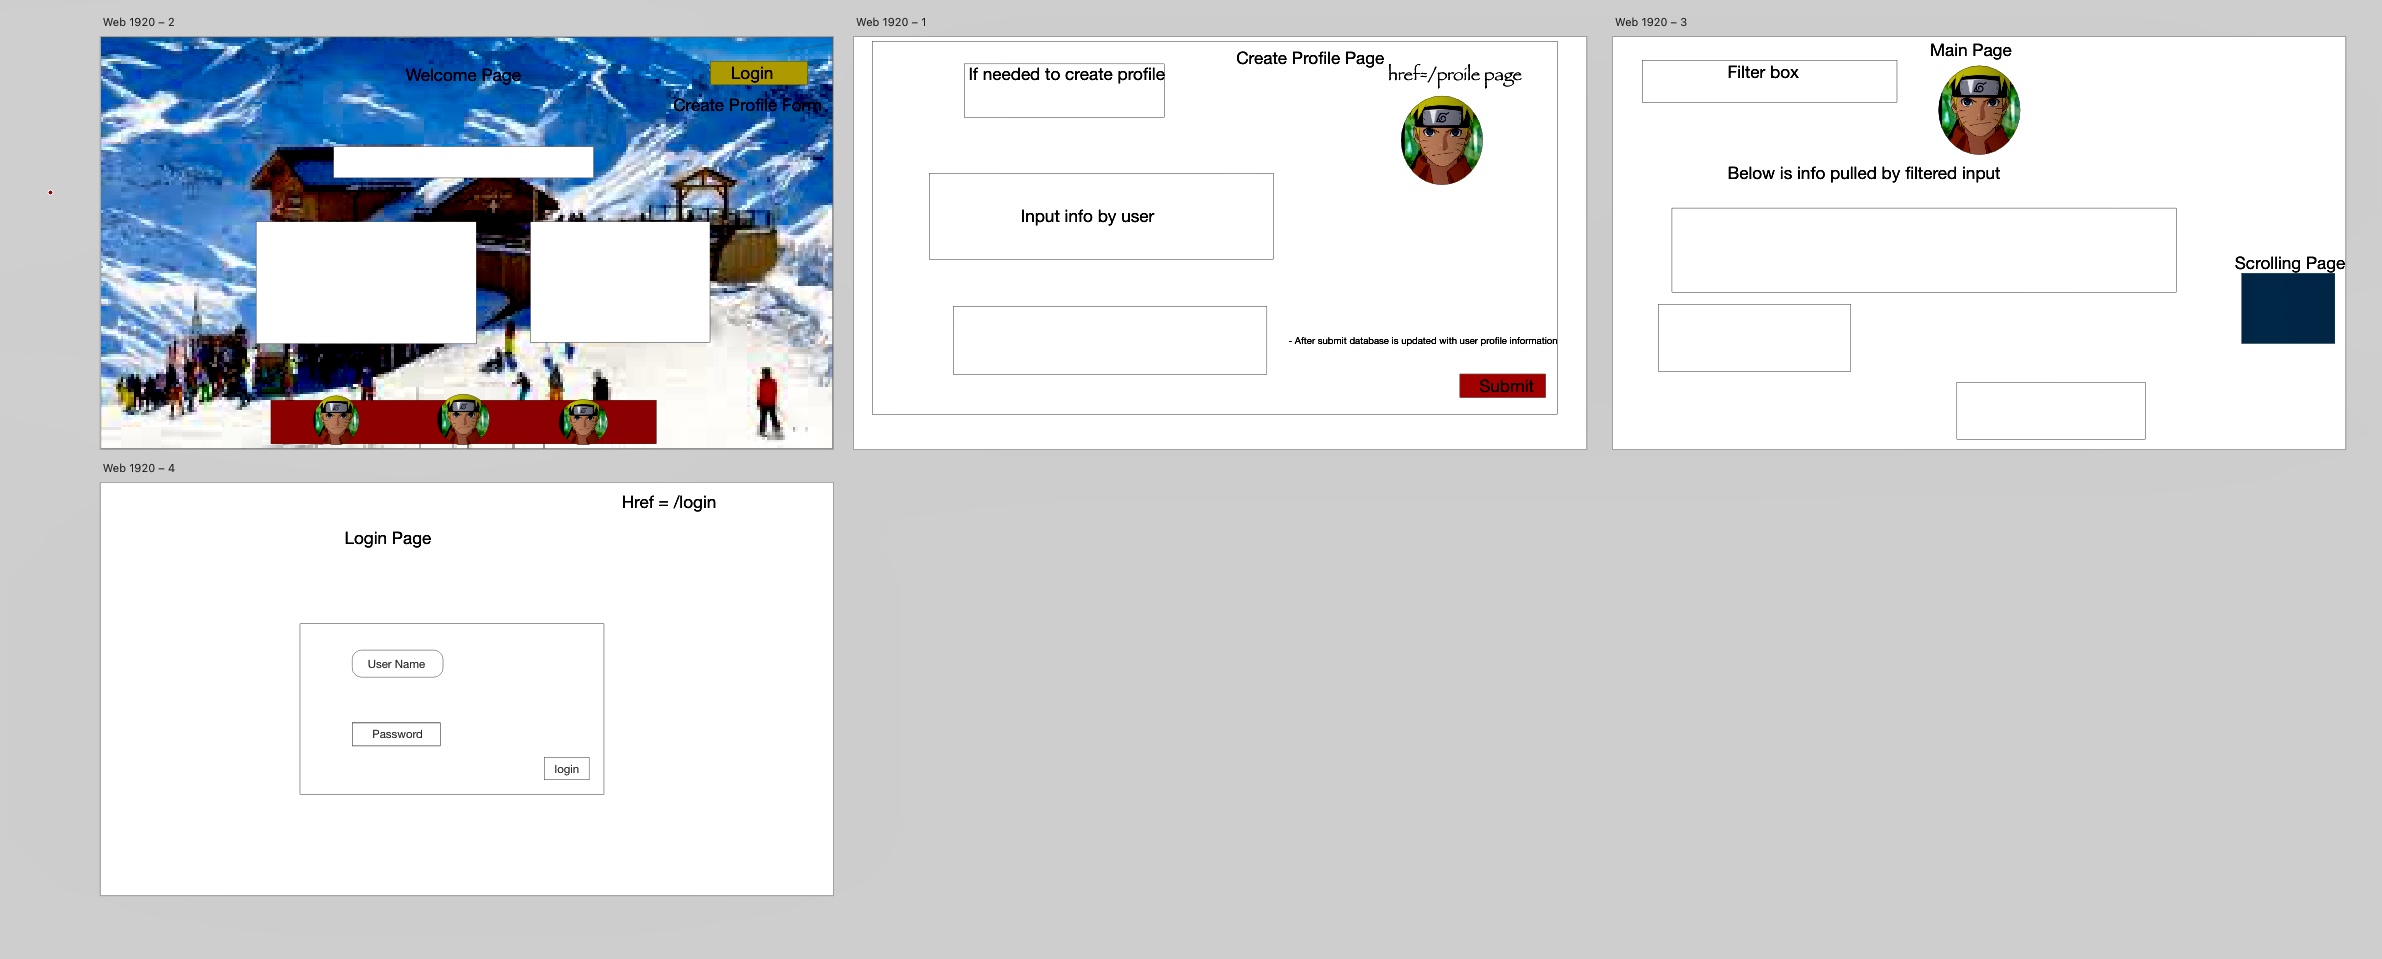 Web 1920 – 2
Welcome Page
Login
Create Profile Form
Web 1920 – 1
Create Profile Page
If needed to create profile
href=/proile page
Input info by user
- After submit database is updated with user profile information
Submit
Web 1920 – 3
Main Page
Filter box
Below is info pulled by filtered input
Scrolling Page
Web 1920 – 4
Href = /login
Login Page
User Name
Password
login